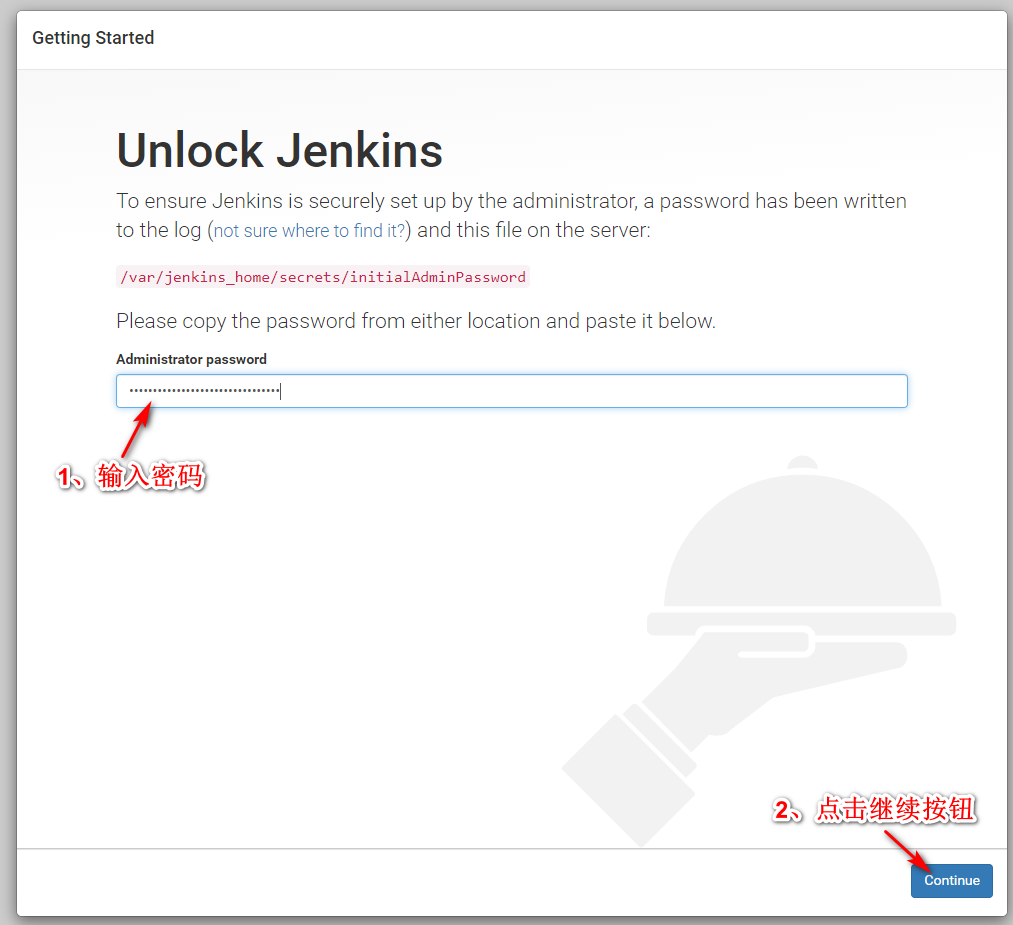 Getting Started
Unlock Jenkins
To ensure Jenkins is securely set up by the administrator, a password has been written
to the log (not sure where to find it?) and this file on the server:
/var/jenkins_home/secrets/initialAdminPassword
Please copy the password from either location and paste it below.
Administrator password
••••••••••••••••••••••••••••••••
1、输入密码
2、点击继续按钮
Continue